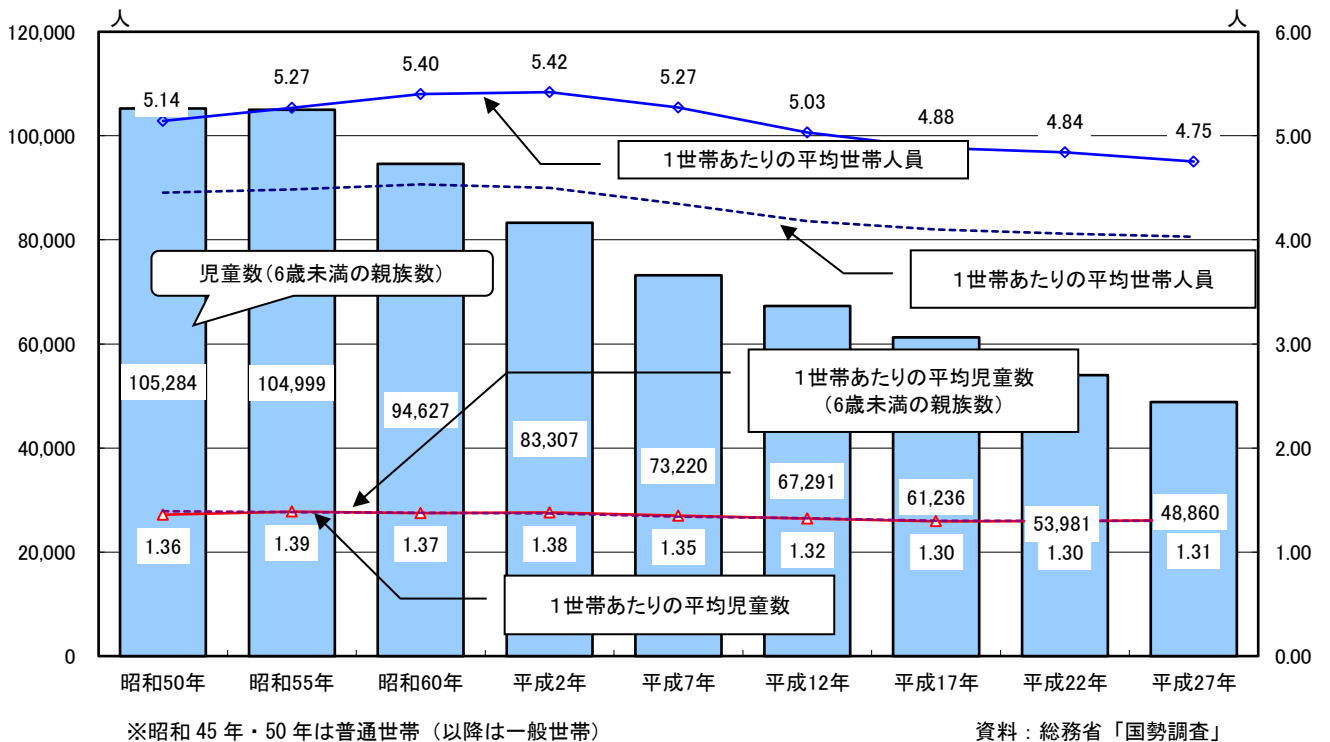 人
人
120,000
100,000
80,000
60,000
40,000
20,000
0
6.00
5.00
4.00
3.00
2.00
1.00
0.00
5.14
5.27
5.40
5.42
5.27
5.03
4.88
4.84
4.75
1世帯あたりの平均世帯人員
1世帯あたりの平均世帯人員
児童数(6歳未満の親族数)
1世帯あたりの平均児童数
(6歳未満の親族数)
105,284
104,999
94,627
83,307
73,220
67,291
61,236
53,981
48,860
1.36
1.39
1.37
1.38
1.35
1.32
1.30
1.30
1.31
1世帯あたりの平均児童数
昭和50年
昭和55年
昭和60年
平成2年
平成7年
平成12年
平成17年
平成22年
平成27年
※昭和 45 年・50 年は普通世帯(以降は一般世帯)
資料:総務省「国勢調査」